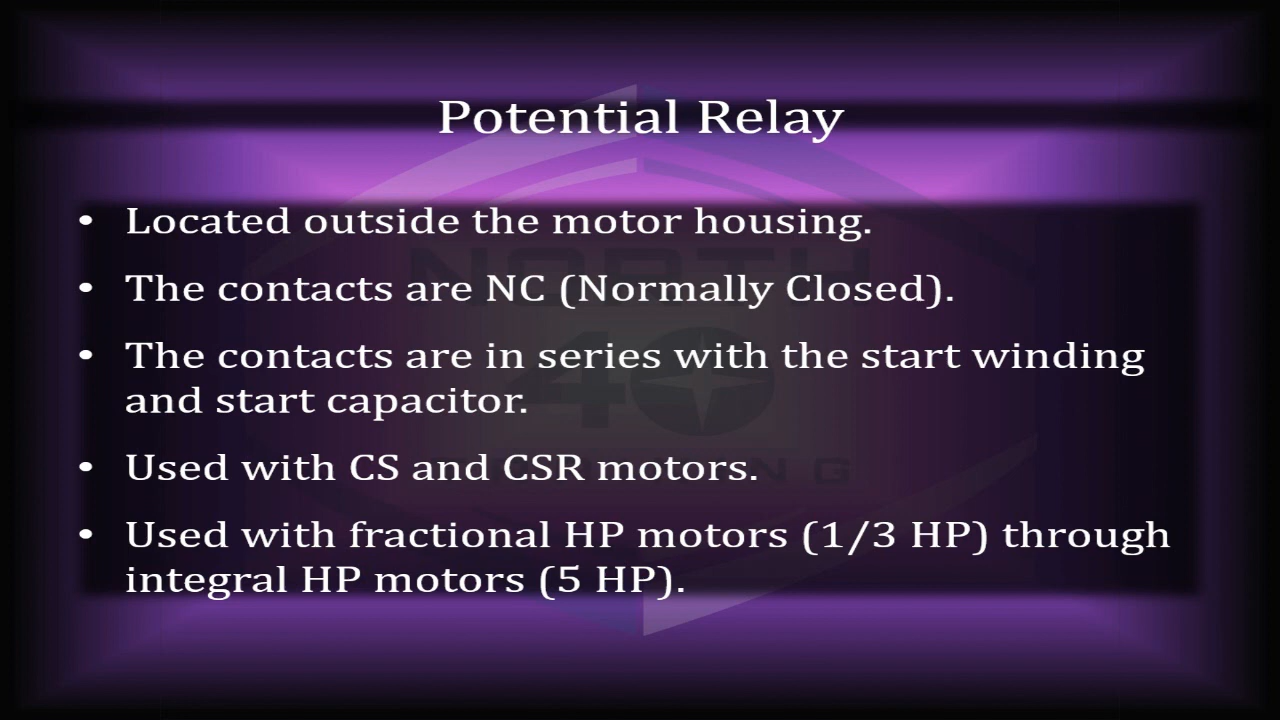 Potential Relay
• Located outside the motor housing.
• The contacts are NC (Normally Closed).
• The contacts are in series with the start winding
and start capacitor.
• Used with CS and CSR motors.
• Used with fractional HP motors (1/3 HP) through
integral HP motors (5 HP).
NORTH
40